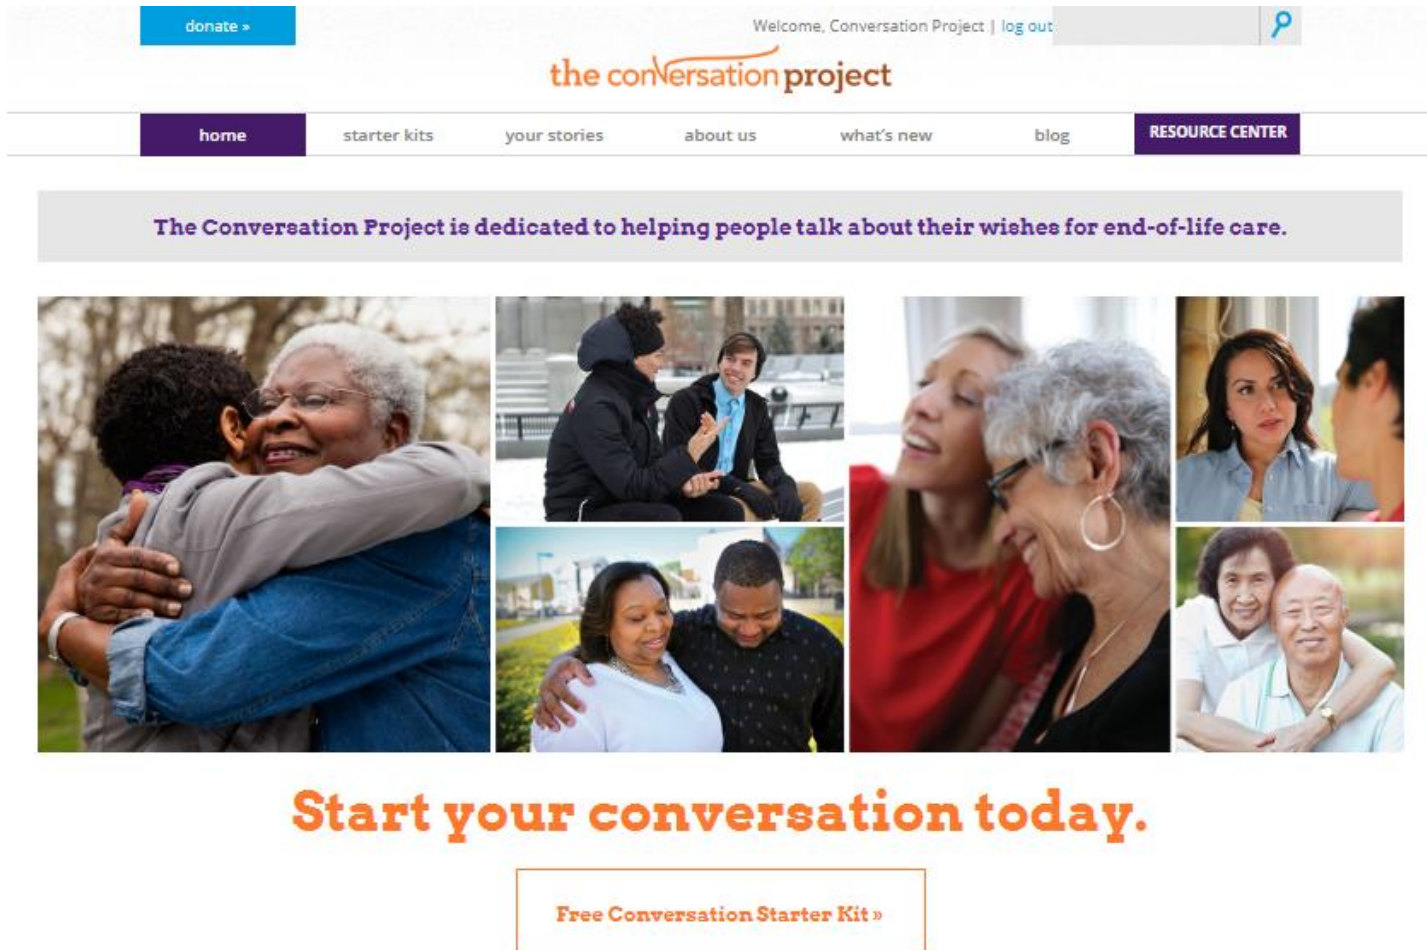 donate »
Welcome, Conversation Project | log out
the conversation project
home
starter kits
your stories
about us
what's new
blog
RESOURCE CENTER
The Conversation Project is dedicated to helping people talk about their wishes for end-of-life care.
Start your conversation today.
Free Conversation Starter Kit »